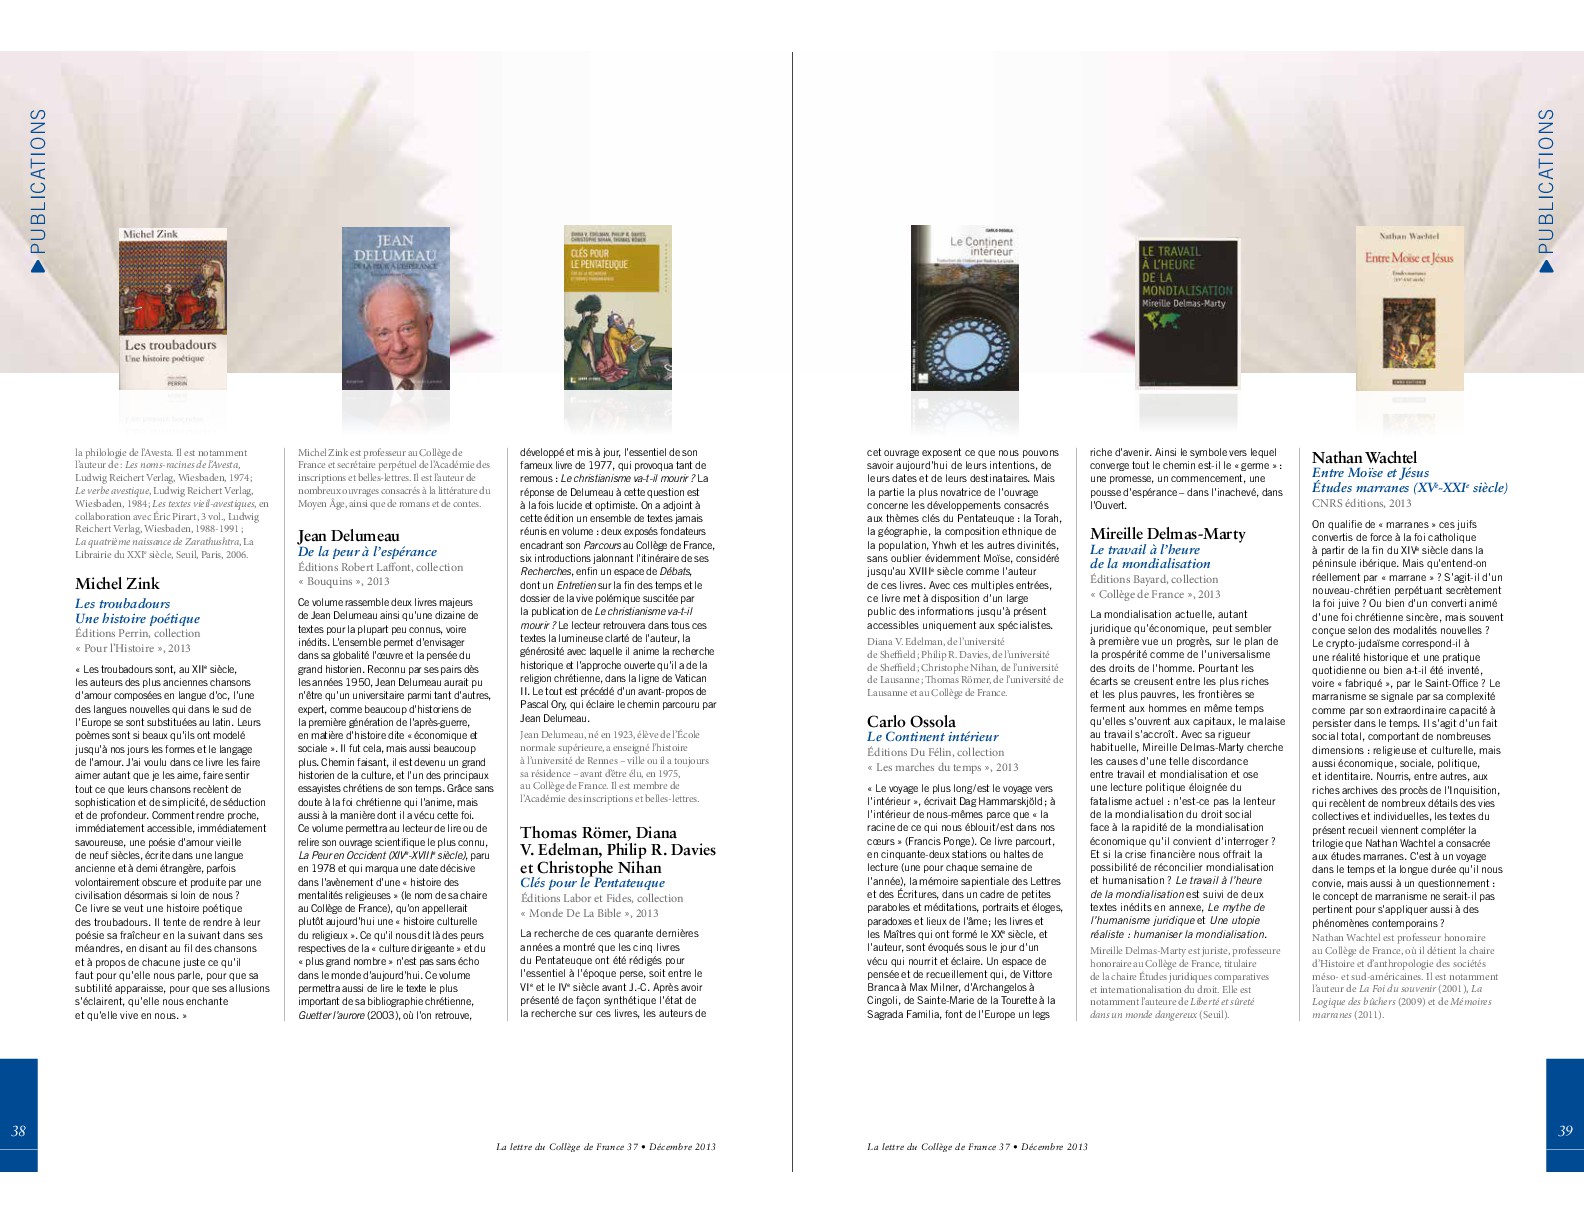 PUBLICATIONS
Michel Zink
Les troubadours
Une histoire poétique
PERRIN
JEAN
DELUMEAU
DE LA PEUR À L'ESPÉRANCE
DIANA V. EDELMAN, PHILIP R. DAVIES,
CHRISTOPHE NIHAN, THOMAS RÖMER
CLÉS POUR
LE PENTATEUQUE
la philologie de l'Avesta. Il est notamment
l'auteur de : Les noms-racines de l'Avesta,
Ludwig Reichert Verlag, Wiesbaden, 1974;
Le verbe avestique, Ludwig Reichert Verlag,
Wiesbaden, 1984; Les textes vieil-avestiques, en
collaboration avec Éric Pirart, 3 vol., Ludwig
Reichert Verlag, Wiesbaden, 1988-1991 ;
La quatrième naissance de Zarathushtra, La
Librairie du XXIe siècle, Seuil, Paris, 2006.
Michel Zink
Les troubadours
Une histoire poétique
Éditions Perrin, collection
« Pour l'Histoire », 2013
« Les troubadours sont, au XIIe siècle,
les auteurs des plus anciennes chansons
d'amour composées en langue d'oc, l'une
des langues nouvelles qui dans le sud de
l'Europe se sont substituées au latin. Leurs
poèmes sont si beaux qu'ils ont modelé
jusqu'à nos jours les formes et le langage
de l'amour. J'ai voulu dans ce livre les faire
aimer autant que je les aime, faire sentir
tout ce que leurs chansons recèlent de
sophistication et de simplicité, de séduction
et de profondeur. Comment rendre proche,
immédiatement accessible, immédiatement
savoureuse, une poésie d'amour vieille
de neuf siècles, écrite dans une langue
ancienne et à demi étrangère, parfois
volontairement obscure et produite par une
civilisation désormais si loin de nous ?
Ce livre se veut une histoire poétique
des troubadours. Il tente de rendre à leur
poésie sa fraîcheur en la suivant dans ses
méandres, en disant au fil des chansons
et à propos de chacune juste ce qu'il
faut pour qu'elle nous parle, pour que sa
subtilité apparaisse, pour que ses allusions
s'éclairent, qu'elle nous enchante
et qu'elle vive en nous. »
Michel Zink est professeur au Collège de
France et secrétaire perpétuel de l'Académie des
inscriptions et belles-lettres. Il est l'auteur de
nombreux ouvrages consacrés à la littérature du
Moyen Âge, ainsi que de romans et de contes.
Jean Delumeau
De la peur à l'espérance
Éditions Robert Laffont, collection
« Bouquins », 2013
Ce volume rassemble deux livres majeurs
de Jean Delumeau ainsi qu'une dizaine de
textes pour la plupart peu connus, voire
inédits. L'ensemble permet d'envisager
dans sa globalité l'œuvre et la pensée du
grand historien. Reconnu par ses pairs dès
les années 1950, Jean Delumeau aurait pu
n'être qu'un universitaire parmi tant d'autres,
expert, comme beaucoup d'historiens de
la première génération de l'après-guerre,
en matière d'histoire dite « économique et
sociale ». Il fut cela, mais aussi beaucoup
plus. Chemin faisant, il est devenu un grand
historien de la culture, et l'un des principaux
essayistes chrétiens de son temps. Grâce sans
doute à la foi chrétienne qui l'anime, mais
aussi à la manière dont il a vécu cette foi.
Ce volume permettra au lecteur de lire ou de
relire son ouvrage scientifique le plus connu,
La Peur en Occident (XIVe-XVIIIe siècle), paru
en 1978 et qui marqua une date décisive
dans l'avènement d'une « histoire des
mentalités religieuses » (le nom de sa chaire
au Collège de France), qu'on appellerait
plutôt aujourd'hui une « histoire culturelle
du religieux ». Ce qu'il nous dit là des peurs
respectives de la « culture dirigeante » et du
« plus grand nombre » n'est pas sans écho
dans le monde d'aujourd'hui. Ce volume
permettra aussi de lire le texte le plus
important de sa bibliographie chrétienne,
Guetter l'aurore (2003), où l'on retrouve,
développé et mis à jour, l'essentiel de son
fameux livre de 1977, qui provoqua tant de
remous : Le christianisme va-t-il mourir ? La
réponse de Delumeau à cette question est
à la fois lucide et optimiste. On a adjoint à
cette édition un ensemble de textes jamais
réunis en volume : deux exposés fondateurs
encadrant son Parcours au Collège de France,
six introductions jalonnant l'itinéraire de ses
Recherches, enfin un espace de Débats,
dont un Entretien sur la fin des temps et le
dossier de la vive polémique suscitée par
la publication de Le christianisme va-t-il
mourir ? Le lecteur retrouvera dans tous ces
textes la lumineuse clarté de l'auteur, la
générosité avec laquelle il anime la recherche
historique et l'approche ouverte qu'il a de la
religion chrétienne, dans la ligne de Vatican
II. Le tout est précédé d'un avant-propos de
Pascal Ory, qui éclaire le chemin parcouru par
Jean Delumeau.
Jean Delumeau, né en 1923, élève de l'École
normale supérieure, a enseigné l'histoire
à l'université de Rennes – ville ou il a toujours
sa résidence – avant d'être élu, en 1975,
au Collège de France. Il est membre de
l'Académie des inscriptions et belles-lettres.
Thomas Römer, Diana
V. Edelman, Philip R. Davies
et Christophe Nihan
Clés pour le Pentateuque
Éditions Labor et Fides, collection
« Monde De La Bible », 2013
La recherche de ces quarante dernières
années a montré que les cinq livres
du Pentateuque ont été rédigés pour
l'essentiel à l'époque perse, soit entre le
VIe et le IVe siècle avant J.-C. Après avoir
présenté de façon synthétique l'état de
la recherche sur ces livres, les auteurs de
38
La lettre du Collège de France 37 • Décembre 2013
PUBLICATIONS
CARLO OSSOLA
Le Continent
intérieur
LE TRAVAIL
À L'HEURE
DE LA
MONDIALISATION
Mireille Delmas-Marty
Nathan Wachtel
Entre Moïse et Jésus
Études marranes
CNRS ÉDITIONS
cet ouvrage exposent ce que nous pouvons
savoir aujourd'hui de leurs intentions, de
leurs dates et de leurs destinataires. Mais
la partie la plus novatrice de l'ouvrage
concerne les développements consacrés
aux thèmes clés du Pentateuque : la Torah,
la géographie, la composition ethnique de
la population, Yhwh et les autres divinités,
sans oublier évidemment Moïse, considéré
jusqu'au XVIIIe siècle comme l'auteur
de ces livres. Avec ces multiples entrées,
ce livre met à disposition d'un large
public des informations jusqu'à présent
accessibles uniquement aux spécialistes.
Diana V. Edelman, de l'université
de Sheffield ; Philip R. Davies, de l'université
de Sheffield ; Christophe Nihan, de l'université
de Lausanne ; Thomas Römer, de l'université de
Lausanne et au Collège de France.
Carlo Ossola
Le Continent intérieur
Éditions Du Félin, collection
« Les marches du temps », 2013
« Le voyage le plus long/est le voyage vers
l'intérieur », écrivait Dag Hammarskjöld ; à
l'intérieur de nous-mêmes parce que « la
racine de ce qui nous éblouit/est dans nos
cœurs » (Francis Ponge). Ce livre parcourt,
en cinquante-deux stations ou haltes de
lecture (une pour chaque semaine de
l'année), la mémoire sapientiale des Lettres
et des Écritures, dans un cadre de petites
paraboles et méditations, portraits et éloges,
paradoxes et lieux de l'âme ; les livres et
les Maîtres qui ont formé le XXe siècle, et
l'auteur, sont évoqués sous le jour d'un
vécu qui nourrit et éclaire. Un espace de
pensée et de recueillement qui, de Vittore
Branca à Max Milner, d'Archangelos à
Cingoli, de Sainte-Marie de la Tourette à la
Sagrada Familia, font de l'Europe un legs
riche d'avenir. Ainsi le symbole vers lequel
converge tout le chemin est-il le « germe » :
une promesse, un commencement, une
pousse d'espérance – dans l'inachevé, dans
l'Ouvert.
Mireille Delmas-Marty
Le travail à l'heure
de la mondialisation
Éditions Bayard, collection
« Collège de France », 2013
La mondialisation actuelle, autant
juridique qu'économique, peut sembler
à première vue un progrès, sur le plan de
la prospérité comme de l'universalisme
des droits de l'homme. Pourtant les
écarts se creusent entre les plus riches
et les plus pauvres, les frontières se
ferment aux hommes en même temps
qu'elles s'ouvrent aux capitaux, le malaise
au travail s'accroît. Avec sa rigueur
habituelle, Mireille Delmas-Marty cherche
les causes d'une telle discordance
entre travail et mondialisation et ose
une lecture politique éloignée du
fatalisme actuel : n'est-ce pas la lenteur
de la mondialisation du droit social
face à la rapidité de la mondialisation
économique qu'il convient d'interroger ?
Et si la crise financière nous offrait la
possibilité de réconcilier mondialisation
et humanisation ? Le travail à l'heure
de la mondialisation est suivi de deux
textes inédits en annexe, Le mythe de
l'humanisme juridique et Une utopie
réaliste : humaniser la mondialisation.
Mireille Delmas-Marty est juriste, professeure
honoraire au Collège de France, titulaire
de la chaire Études juridiques comparatives
et internationalisation du droit. Elle est
notamment l'auteure de Liberté et sûreté
dans un monde dangereux (Seuil).
Nathan Wachtel
Entre Moïse et Jésus
Études marranes (XVe-XXIe siècle)
CNRS éditions, 2013
On qualifie de « marranes » ces juifs
convertis de force à la foi catholique
à partir de la fin du XIVe siècle dans la
péninsule ibérique. Mais qu'entend-on
réellement par « marrane » ? S'agit-il d'un
nouveau-chrétien perpétuant secrètement
la foi juive ? Ou bien d'un converti animé
d'une foi chrétienne sincère, mais souvent
conçue selon des modalités nouvelles ?
Le crypto-judaïsme correspond-il à
une réalité historique et une pratique
quotidienne ou bien a-t-il été inventé,
voire « fabriqué », par le Saint-Office ? Le
marranisme se signale par sa complexité
comme par son extraordinaire capacité à
persister dans le temps. Il s'agit d'un fait
social total, comportant de nombreuses
dimensions : religieuse et culturelle, mais
aussi économique, sociale, politique,
et identitaire. Nourris, entre autres, aux
riches archives des procès de l'Inquisition,
qui recèlent de nombreux détails des vies
collectives et individuelles, les textes du
présent recueil viennent compléter la
trilogie que Nathan Wachtel a consacrée
aux études marranes. C'est à un voyage
dans le temps et la longue durée qu'il nous
convie, mais aussi à un questionnement :
le concept de marranisme ne serait-il pas
pertinent pour s'appliquer aussi à des
phénomènes contemporains ?
Nathan Wachtel est professeur honoraire
au Collège de France, où il détient la chaire
d'Histoire et d'anthropologie des sociétés
méso- et sud-américaines. Il est notamment
l'auteur de La Foi du souvenir (2001), La
Logique des bûchers (2009) et de Mémoires
marranes (2011).
La lettre du Collège de France 37 • Décembre 2013
39